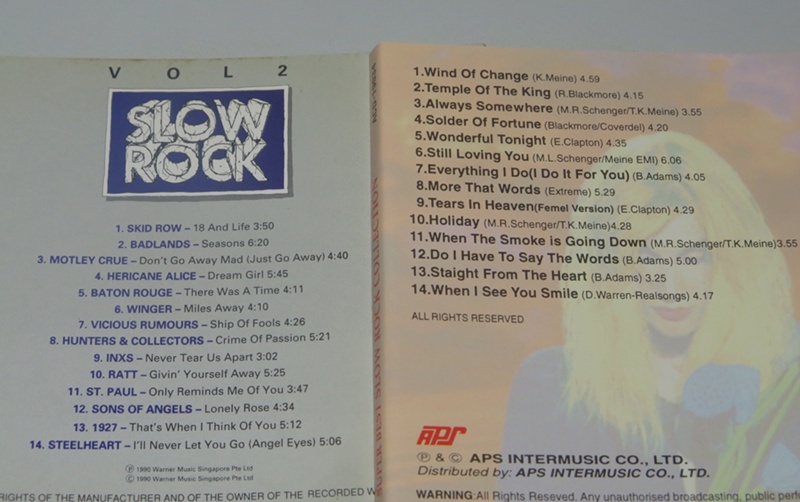 VOL 2
SLOW
ROCK
1. SKID ROW – 18 And Life 3:50
2. BADLANDS – Seasons 6:20
3. MOTLEY CRUE – Don't Go Away Mad (Just Go Away) 4:40
4. HERICANE ALICE – Dream Girl 5:45
5. BATON ROUGE – There Was A Time 4:11
6. WINGER – Miles Away 4:10
7. VICIOUS RUMOURS – Ship Of Fools 4:26
8. HUNTERS & COLLECTORS – Crime Of Passion 5:21
9. INXS – Never Tear Us Apart 3:02
10. RATT – Givin' Yourself Away 5:25
11. ST. PAUL – Only Reminds Me Of You 3:47
12. SONS OF ANGELS – Lonely Rose 4:34
13. 1927 – That's When I Think Of You 5:12
14. STEELHEART – I'll Never Let You Go (Angel Eyes) 5:06
℗ 1990 Warner Music Singapore Pte Ltd
© 1990 Warner Music Singapore Pte Ltd
RIGHTS OF THE MANUFACTURER AND OF THE OWNER OF THE RECORDED W
SUPER BEST SLOW ROCK COLLECTION
1.Wind Of Change (K.Meine) 4.59
2.Temple Of The King (R.Blackmore) 4.15
3.Always Somewhere (M.R.Schenger/T.K.Meine) 3.55
4.Solder Of Fortune (Blackmore/Coverdel) 4.20
5.Wonderful Tonight (E.Clapton) 4.35
6.Still Loving You (M.L.Schenger/Meine EMI) 6.06
7.Everything I Do(I Do It For You) (B.Adams) 4.05
8.More That Words (Extreme) 5.29
9.Tears In Heaven(Femel Version) (E.Clapton) 4.29
10.Holiday (M.R.Schenger/T.K.Meine)4.28
11.When The Smoke is Going Down (M.R.Schenger/T.K.Meine)3.55
12.Do I Have To Say The Words (B.Adams) 5.00
13.Staight From The Heart (B.Adams) 3.25
14.When I See You Smile (D.Warren-Realsongs) 4.17
ALL RIGHTS RESERVED
APS
℗ & © APS INTERMUSIC CO., LTD.
Distributed by: APS INTERMUSIC CO., LTD.
WARNING:All Rights Reseved. Any unauthorised broadcasting, public perf